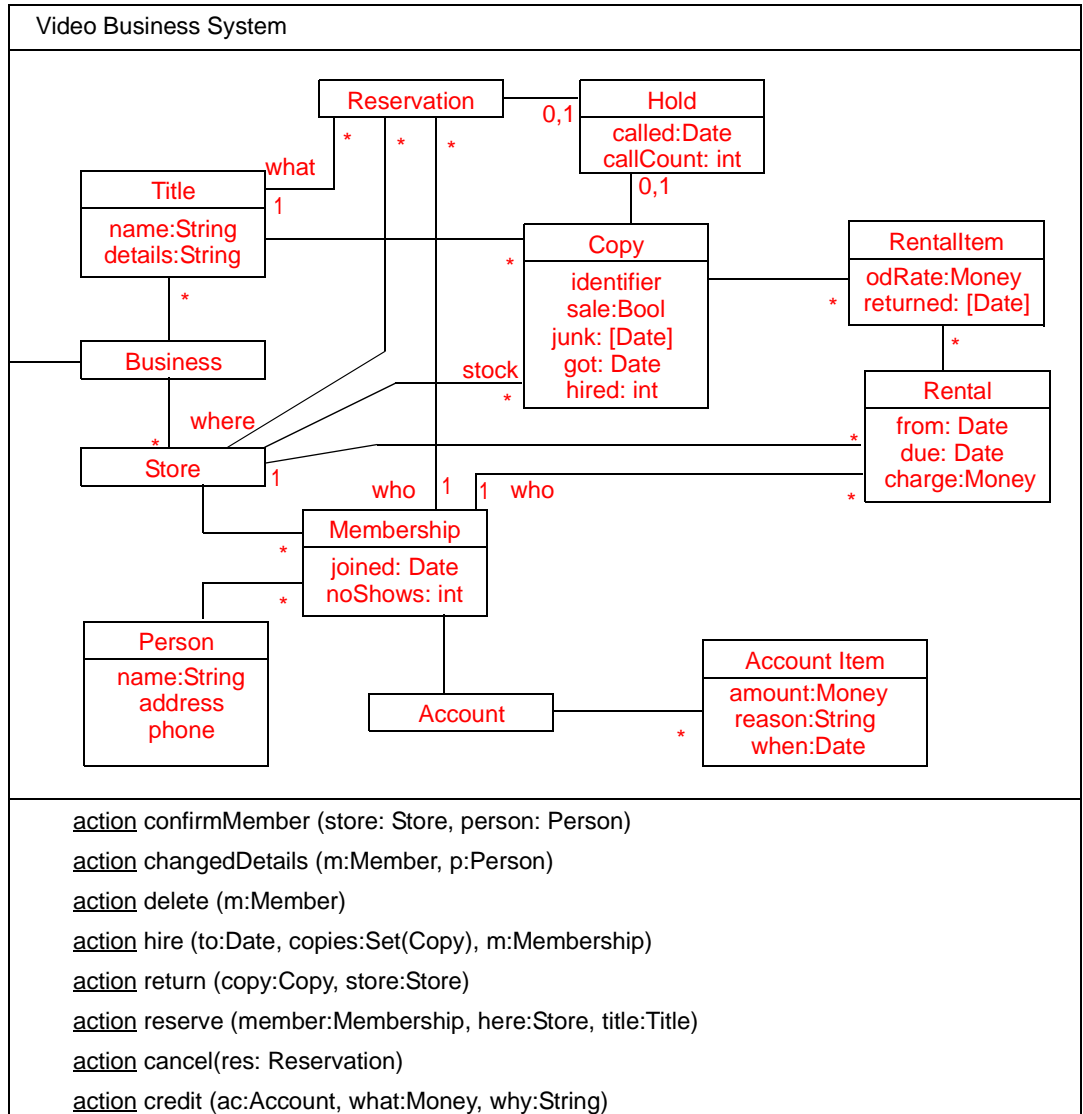 Video Business System
Reservation
Hold
0,1
called:Date
callCount: int
*
*
*
what
Title
1
0,1
name:String
details:String
Copy
RentalItem
*
identifier
sale:Bool
junk: [Date]
got: Date
hired: int
odRate:Money
returned: [Date]
*
*
*
Business
stock
*
Rental
where
from: Date
due: Date
charge:Money
*
*
Store
1
who
1
1
who
*
Membership
*
joined: Date
noShows: int
*
Person
name:String
address
phone
Account Item
amount:Money
reason:String
when:Date
Account
*
action confirmMember (store: Store, person: Person)
action changedDetails (m:Member, p:Person)
action delete (m:Member)
action hire (to:Date, copies:Set(Copy), m:Membership)
action return (copy:Copy, store:Store)
action reserve (member:Membership, here:Store, title:Title)
action cancel(res: Reservation)
action credit (ac:Account, what:Money, why:String)